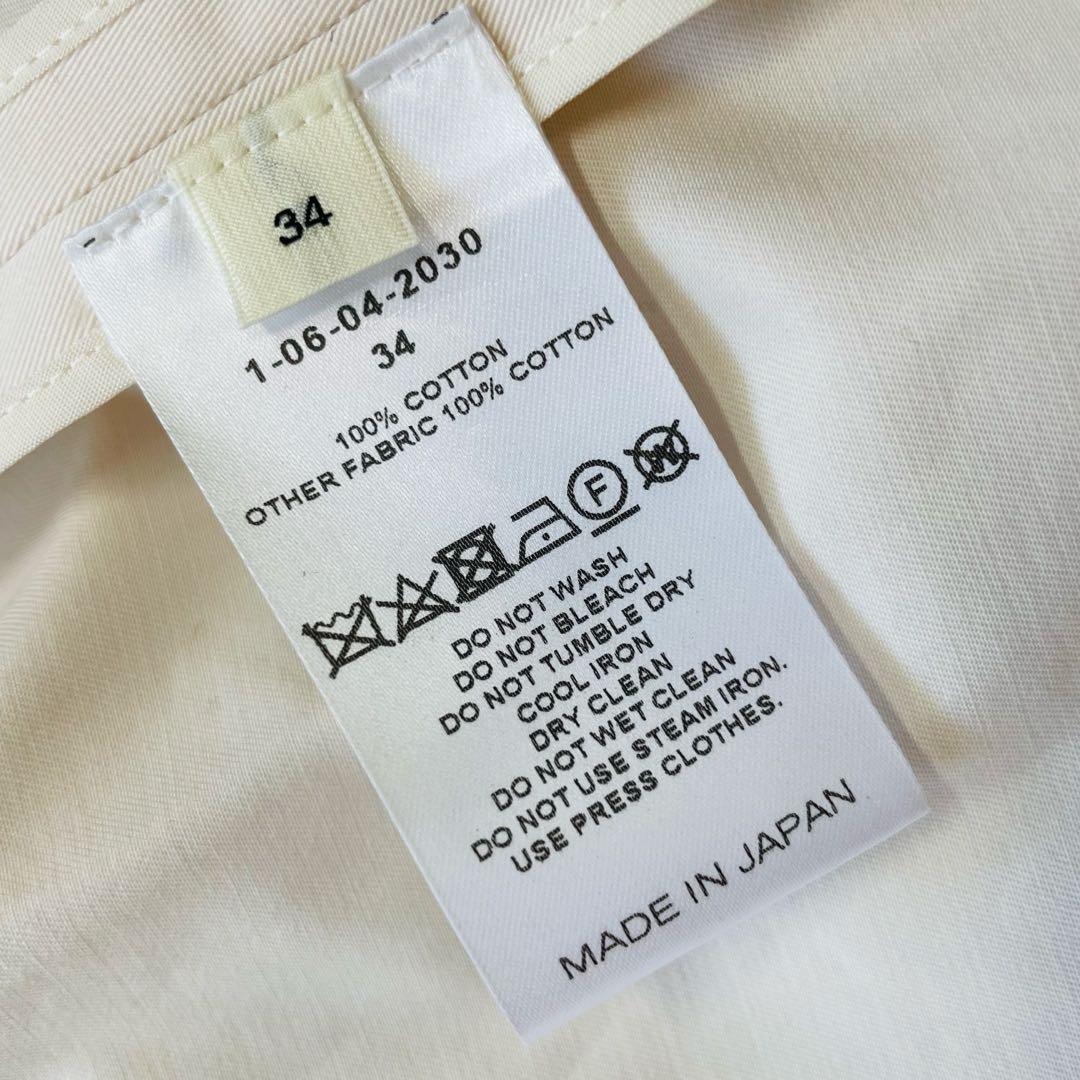 34
1-06-04-2030
34
100% COTTON
OTHER FABRIC 100% COTTON
F
W
DO NOT WASH
DO NOT BLEACH
DO NOT TUMBLE DRY
COOL IRON
DRY CLEAN
DO NOT WET CLEAN
DO NOT USE STEAM IRON.
USE PRESS CLOTHES.
MADE IN JAPAN